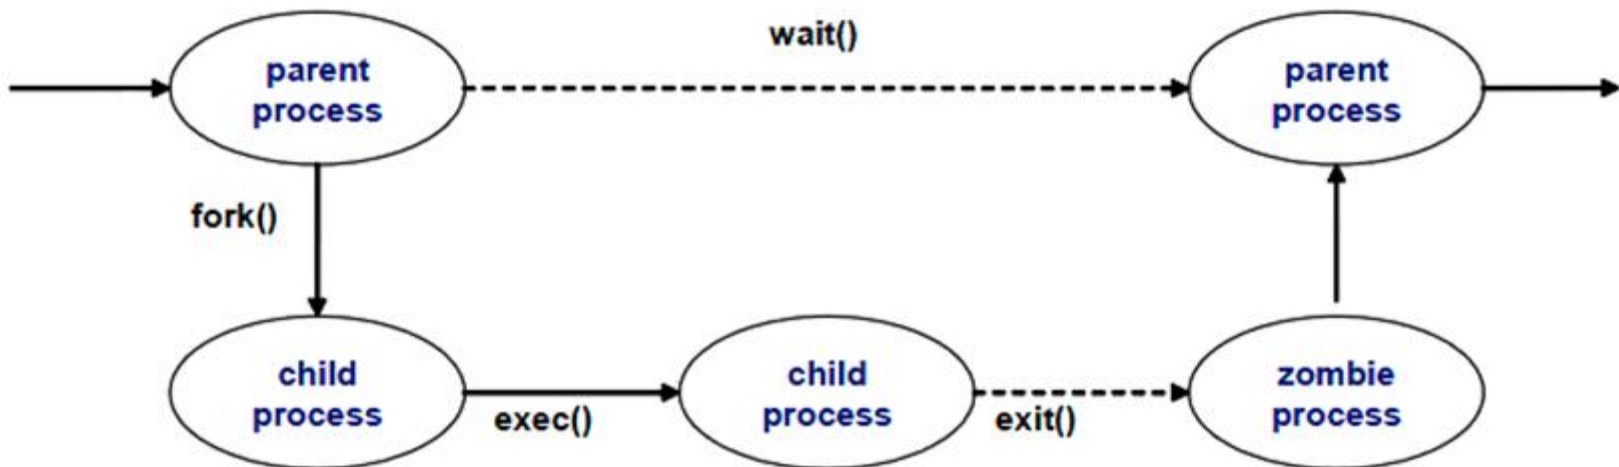 wait()
parent
process
parent
process
fork()
child
process
exec()
child
process
exit()
zombie
process